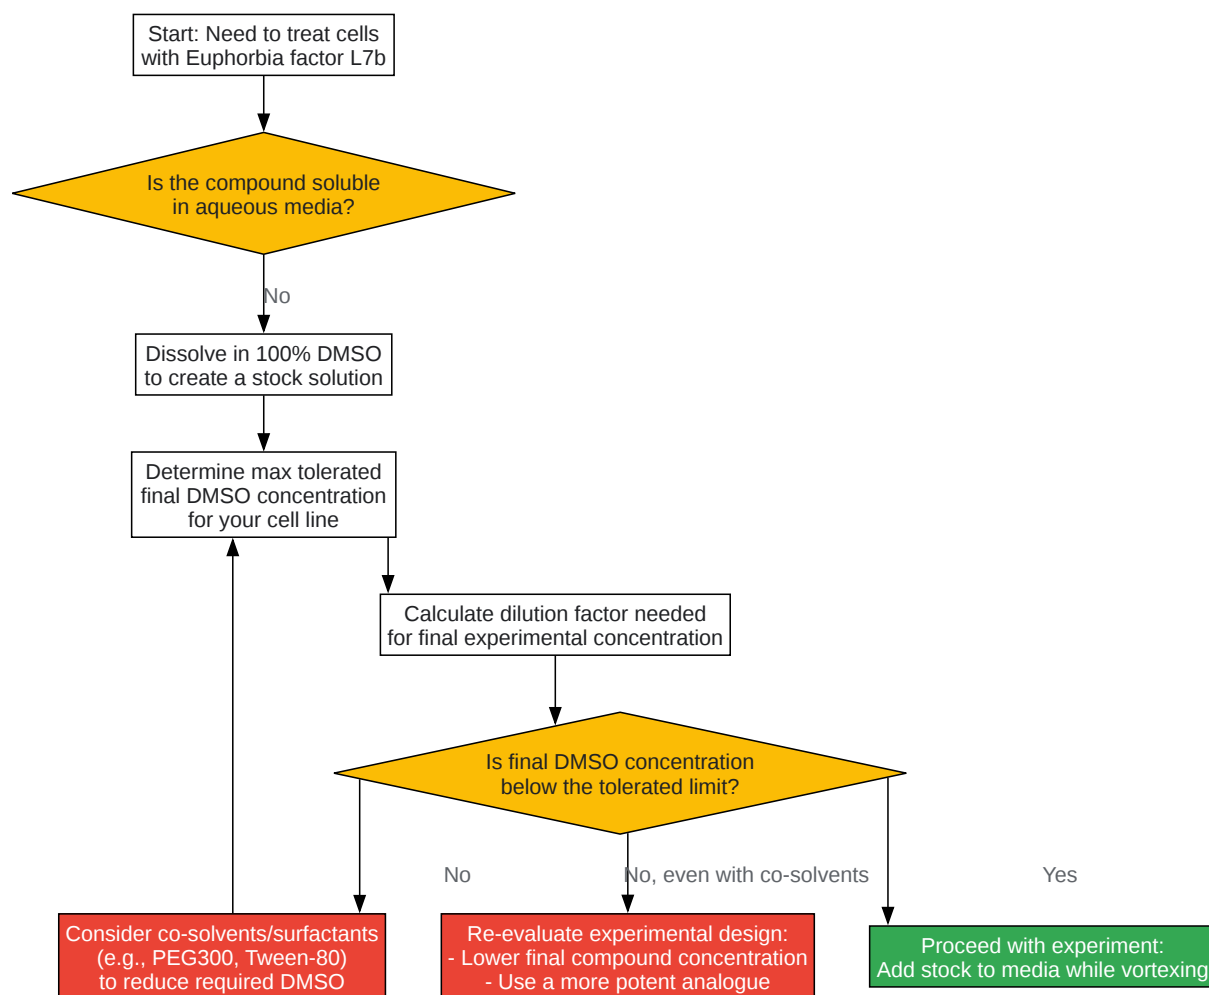 Start: Need to treat cells
with Euphorbia factor L7b
Is the compound soluble
in aqueous media?
No
Dissolve in 100% DMSO
to create a stock solution
Determine max tolerated
final DMSO concentration
for your cell line
Calculate dilution factor needed
for final experimental concentration
Is final DMSO concentration
below the tolerated limit?
No
No, even with co-solvents
Yes
Consider co-solvents/surfactants
(e.g., PEG300, Tween-80)
to reduce required DMSO
Re-evaluate experimental design:
- Lower final compound concentration
- Use a more potent analogue
Proceed with experiment:
Add stock to media while vortexing